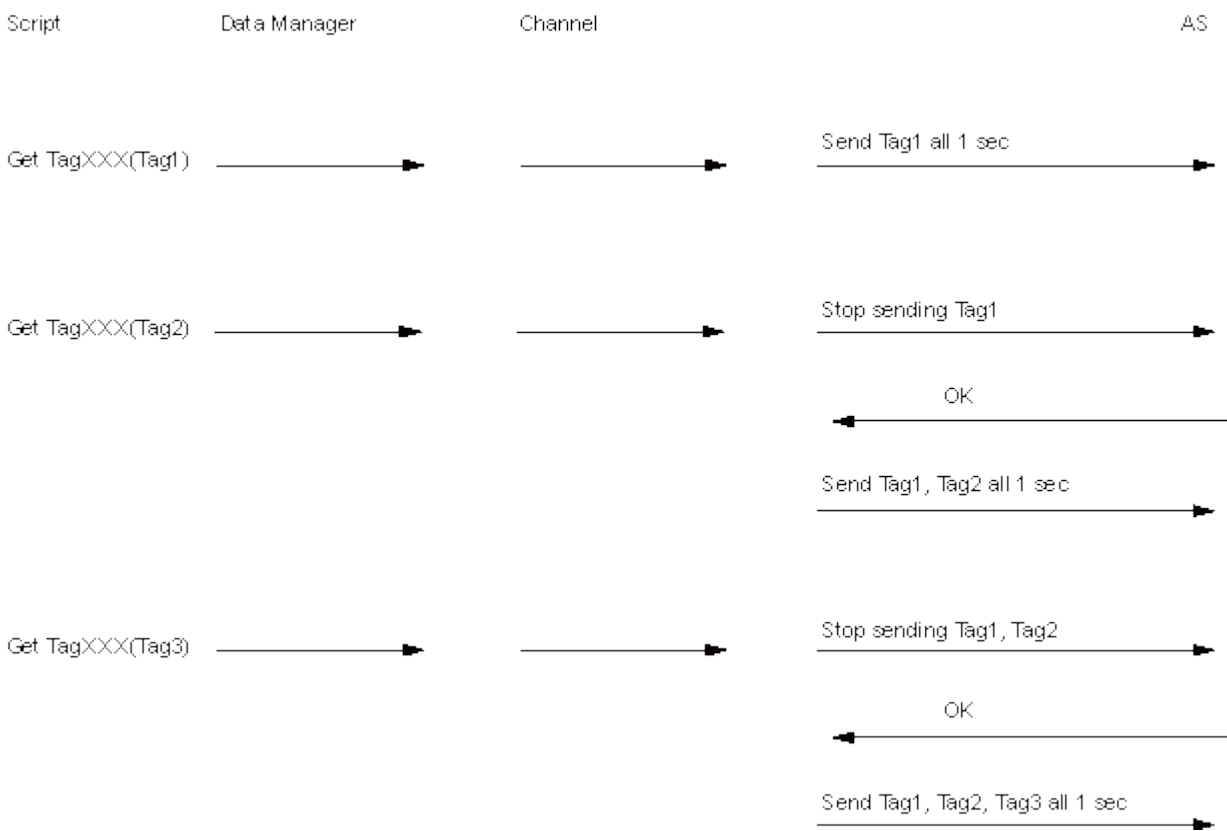 Script Data Manager Channel AS
Get TagXXX(Tag1) Send Tag1 all 1 sec
Get TagXXX(Tag2) Stop sending Tag1
OK
Send Tag1, Tag2 all 1 sec
Get TagXXX(Tag3) Stop sending Tag1, Tag2
OK
Send Tag1, Tag2, Tag3 all 1 sec